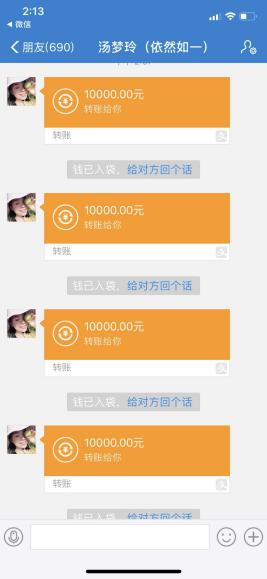 2:13
微信
朋友(690)
汤梦玲（依然如一）
10000.00元
转账给你
转账
钱已入袋，给对方回个话
10000.00元
转账给你
转账
钱已入袋，给对方回个话
10000.00元
转账给你
转账
钱已入袋，给对方回个话
10000.00元
转账给你
转账
钱已入袋，给对方回个话